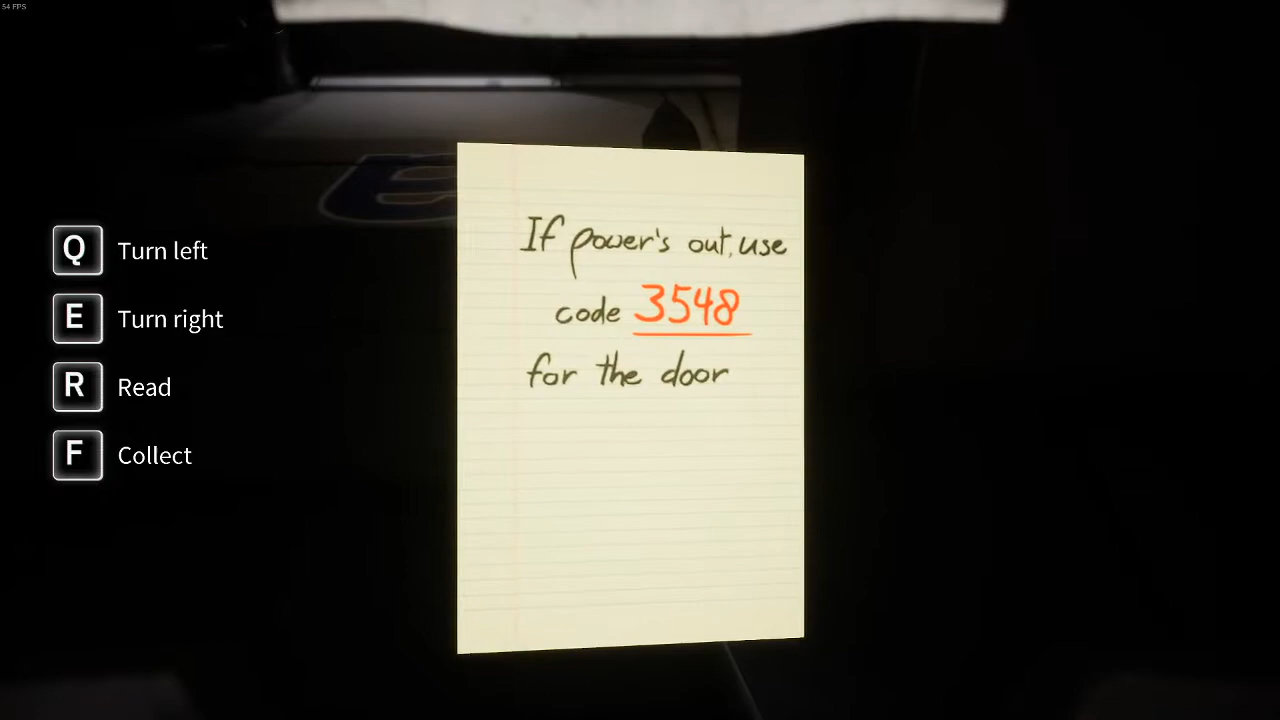 54 FPS
If power's out, use
code 3548
for the door
Q Turn left
E Turn right
R Read
F Collect